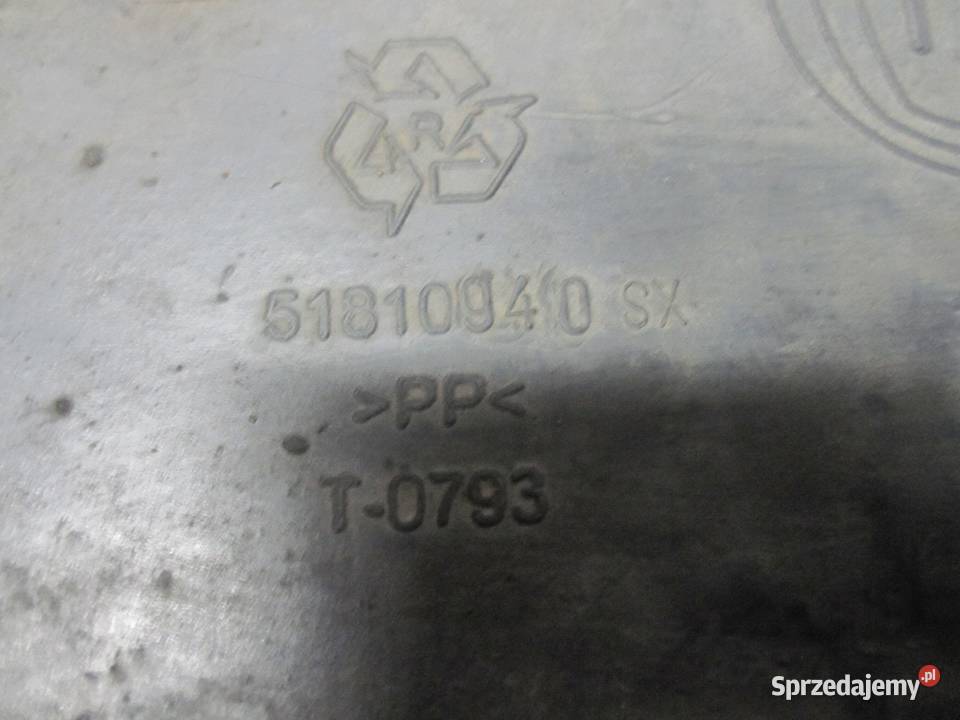 R
51810940 SX
>PP<
T-0793
Sprzedajemy.pl